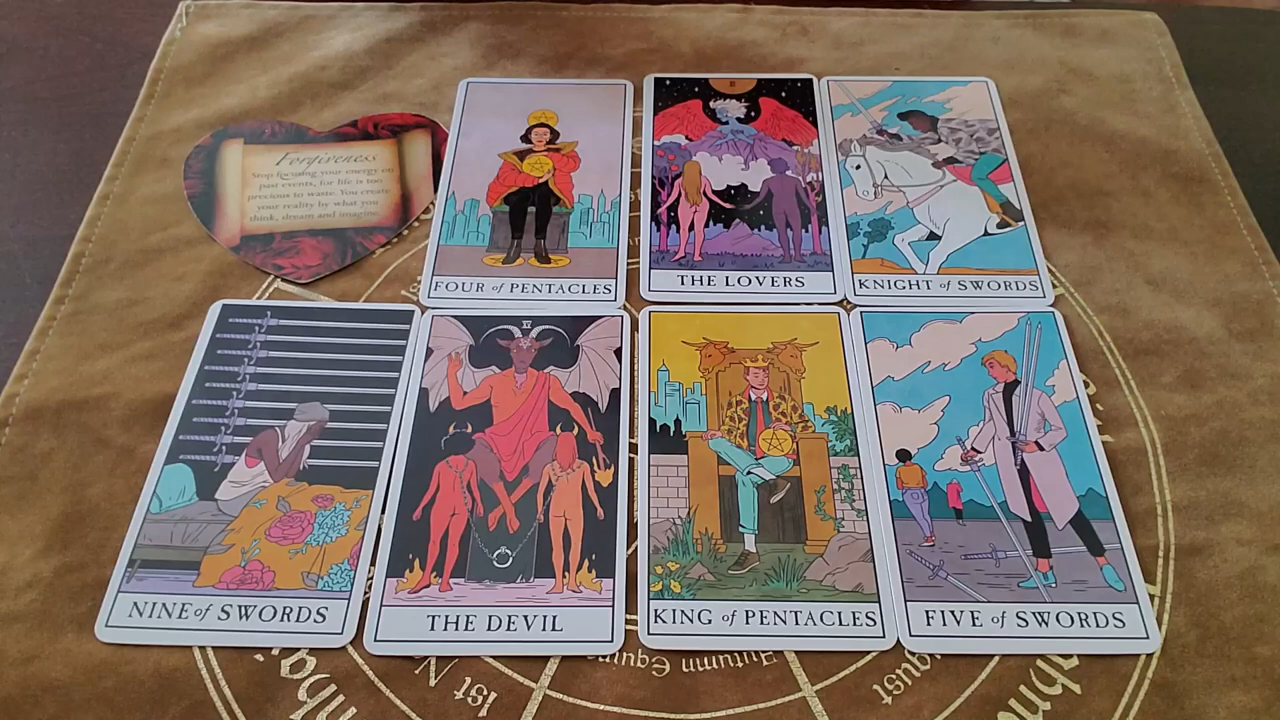 Forgiveness
Stop focusing your energy on
past events, for life is too
precious to waste. You create
your reality by what you
think, dream and imagine.
FOUR of PENTACLES
THE LOVERS
KNIGHT of SWORDS
NINE of SWORDS
XV
THE DEVIL
KING of PENTACLES
FIVE of SWORDS
1st N
Autumn Equin
gust